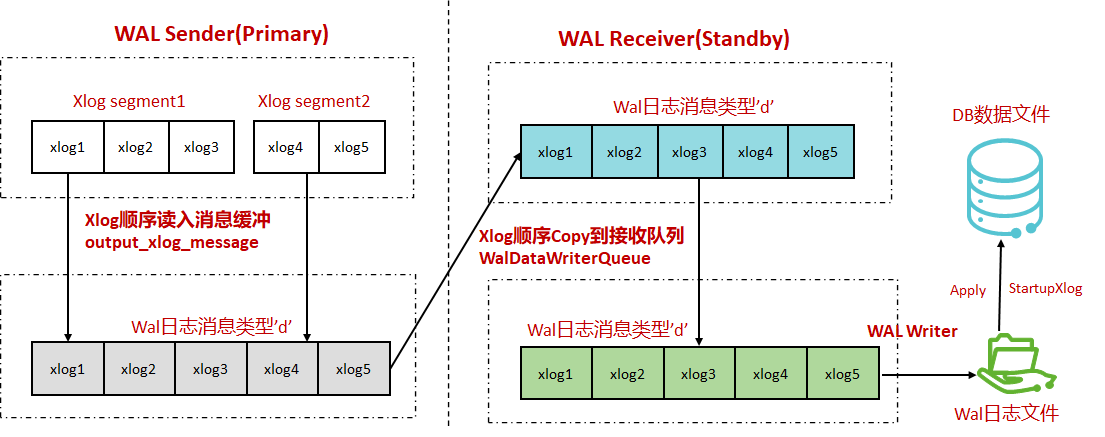 WAL Sender(Primary)
Xlog segment1
Xlog segment2
xlog1 xlog2 xlog3
xlog4 xlog5
Xlog顺序读入消息缓冲
output_xlog_message
Wal日志消息类型’d’
xlog1 xlog2 xlog3 xlog4 xlog5
WAL Receiver(Standby)
Wal日志消息类型’d’
xlog1 xlog2 xlog3 xlog4 xlog5
Xlog顺序Copy到接收队列
WalDataWriterQueue
Wal日志消息类型’d’
xlog1 xlog2 xlog3 xlog4 xlog5
WAL Writer
DB数据文件
Apply
StartupXlog
Wal日志文件